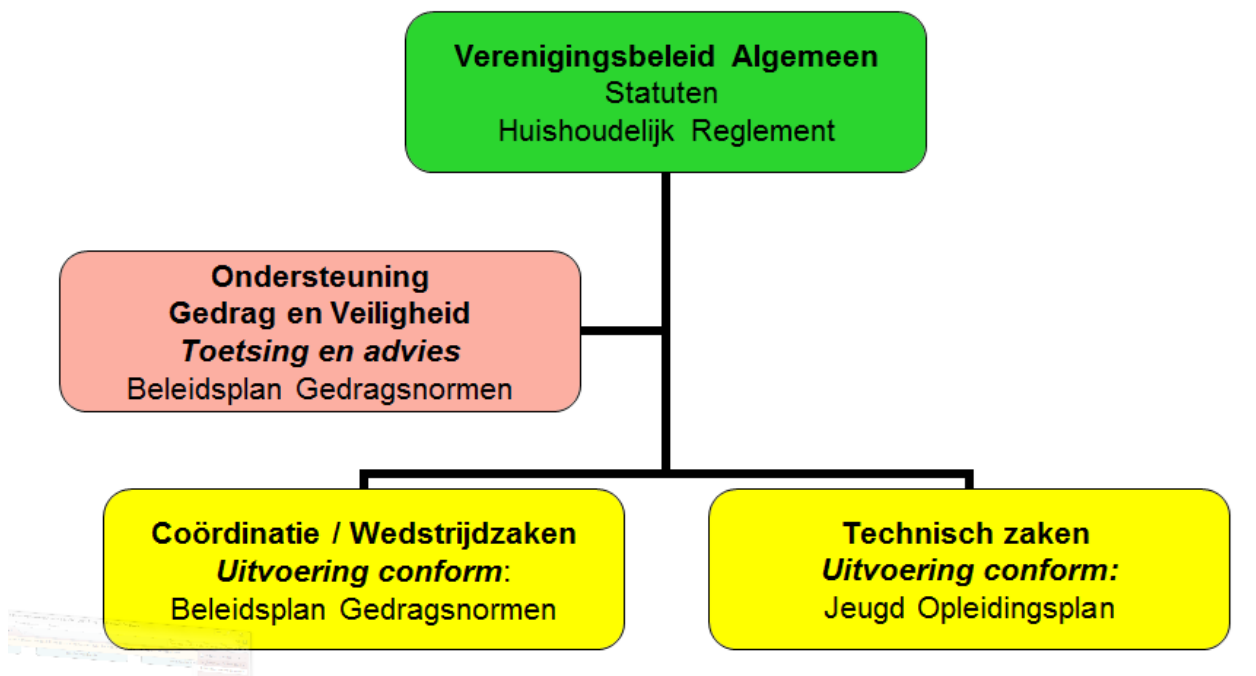 Verenigingsbeleid Algemeen
Statuten
Huishoudelijk Reglement
Ondersteuning
Gedrag en Veiligheid
Toetsing en advies
Beleidsplan Gedragsnormen
Coördinatie / Wedstrijdzaken
Uitvoering conform:
Beleidsplan Gedragsnormen
Technisch zaken
Uitvoering conform:
Jeugd Opleidingsplan